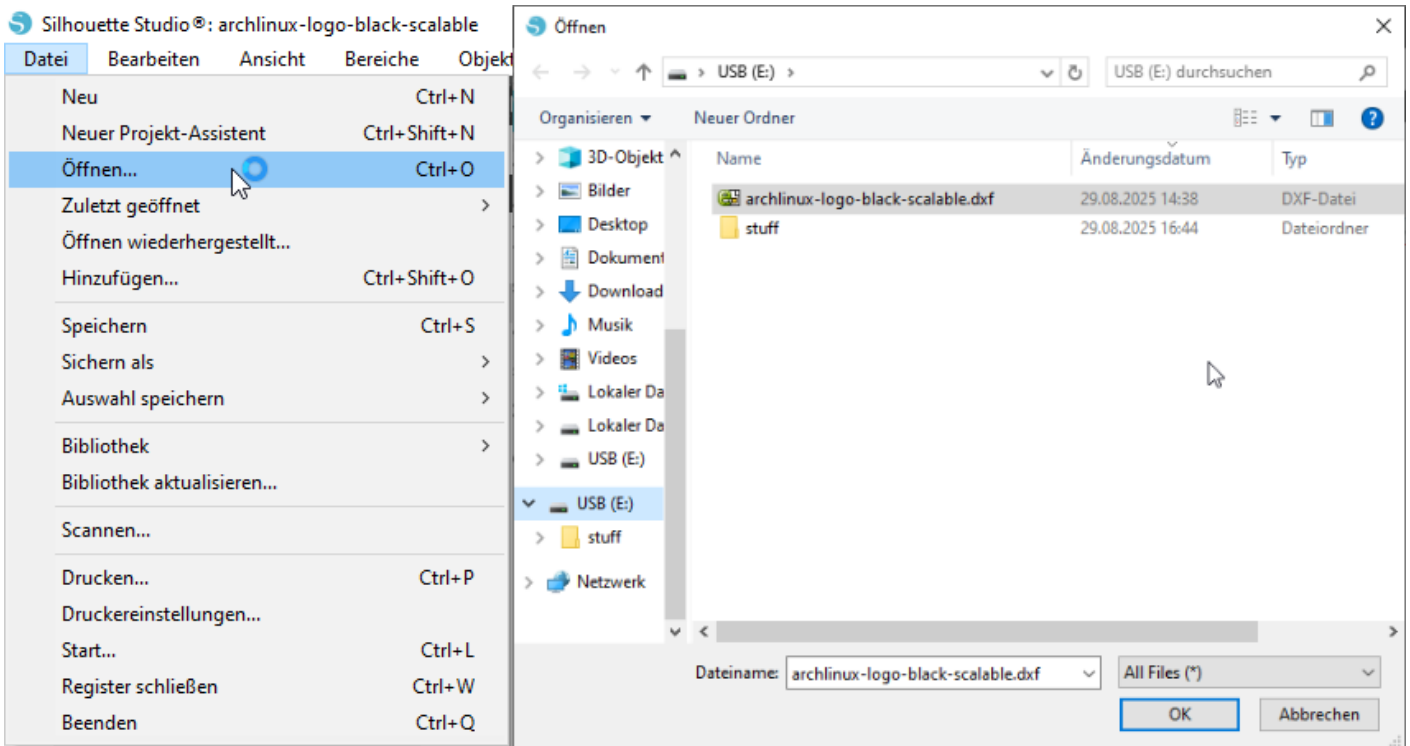 Silhouette Studio®: archlinux-logo-black-scalable
Datei Bearbeiten Ansicht Bereiche Objekt
Neu Ctrl+N
Neuer Projekt-Assistent Ctrl+Shift+N
Öffnen... Ctrl+O
Zuletzt geöffnet
Öffnen wiederhergestellt...
Hinzufügen... Ctrl+Shift+O
Speichern Ctrl+S
Sichern als
Auswahl speichern
Bibliothek
Bibliothek aktualisieren...
Scannen...
Drucken... Ctrl+P
Druckereinstellungen...
Start... Ctrl+L
Register schließen Ctrl+W
Beenden Ctrl+Q
Öffnen
USB (E:)
USB (E:) durchsuchen
Organisieren Neuer Ordner
3D-Objekt
Bilder
Desktop
Dokument
Download
Musik
Videos
Lokaler Da
Lokaler Da
USB (E:)
USB (E:)
stuff
Netzwerk
Name Änderungsdatum Typ
archlinux-logo-black-scalable.dxf 29.08.2025 14:38 DXF-Datei
stuff 29.08.2025 16:44 Dateiordner
Dateiname: archlinux-logo-black-scalable.dxf All Files (*)
OK Abbrechen